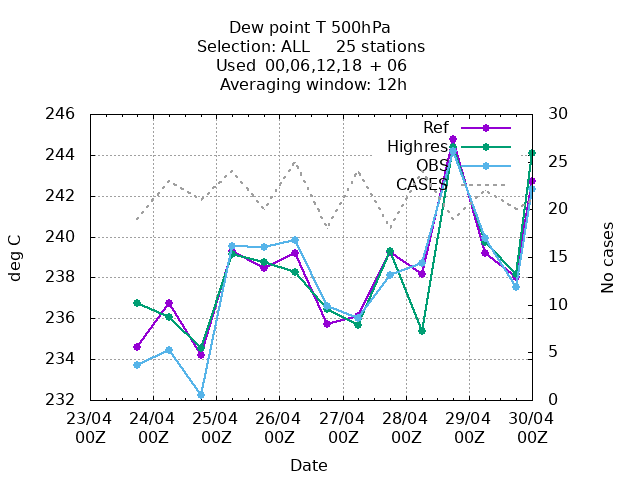 Dew point T 500hPa
Selection: ALL 25 stations
Used 00,06,12,18 + 06
Averaging window: 12h
246
244
242
240
238
236
234
232
30
25
20
15
10
5
0
deg C
No cases
Ref
Highres
OBS
CASES
23/04 24/04 25/04 26/04 27/04 28/04 29/04 30/04
00Z 00Z 00Z 00Z 00Z 00Z 00Z 00Z
Date